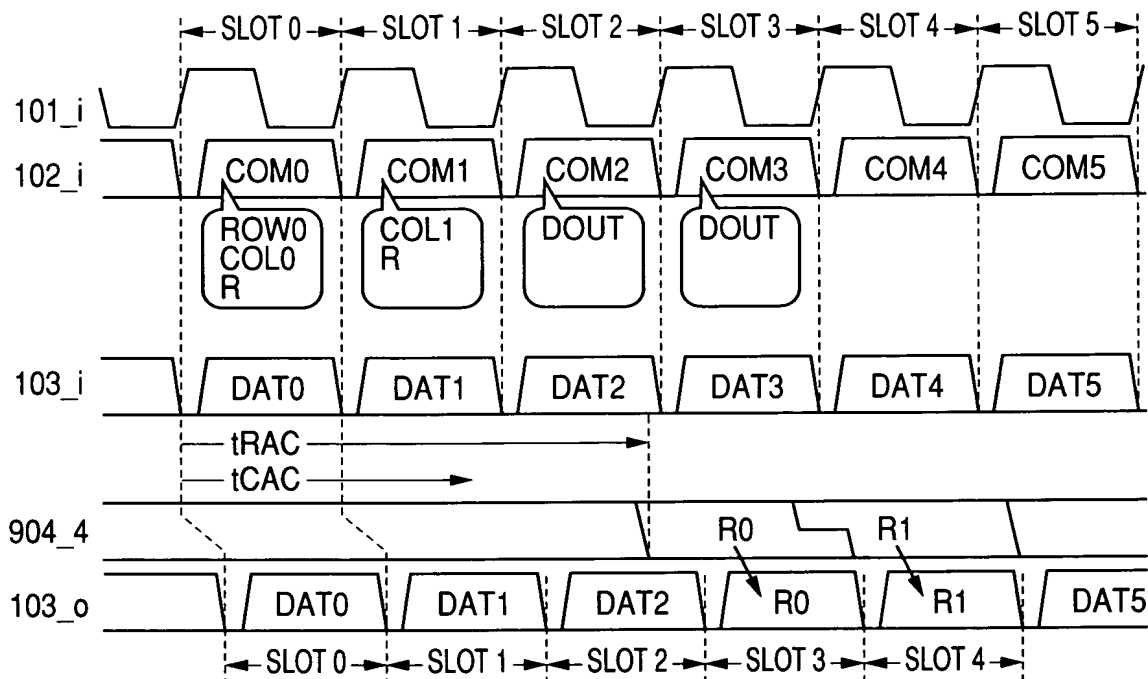 SLOT 0 SLOT 1 SLOT 2 SLOT 3 SLOT 4 SLOT 5
101_i
102_i COM0 COM1 COM2 COM3 COM4 COM5
ROW0 COL1 DOUT DOUT
COL0 R
R
103_i DAT0 DAT1 DAT2 DAT3 DAT4 DAT5
tRAC
tCAC
904_4 R0 R1
103_o DAT0 DAT1 DAT2 R0 R1 DAT5
SLOT 0 SLOT 1 SLOT 2 SLOT 3 SLOT 4